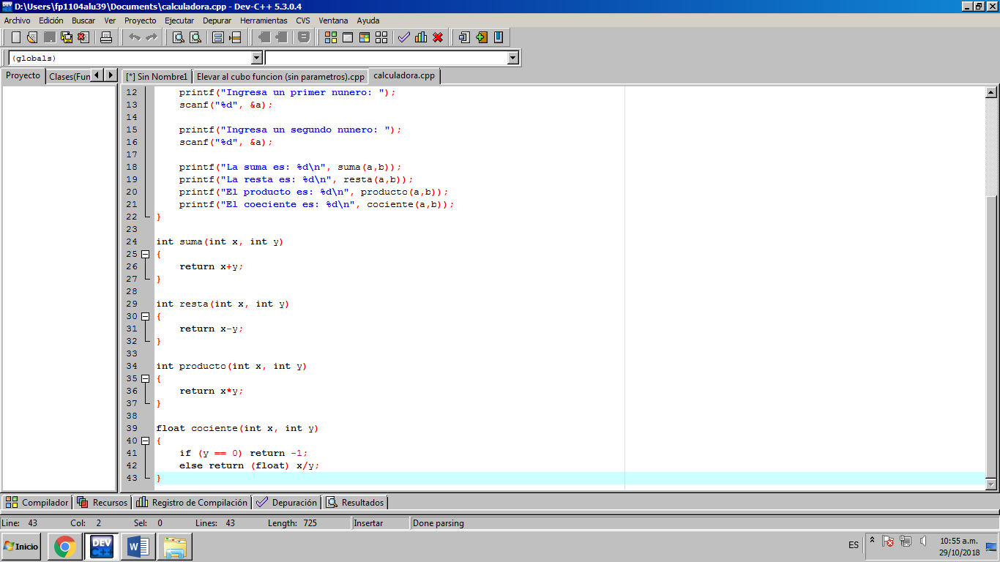 D:\Users\fp1104alu39\Documents\calculadora.cpp - Dev-C++ 5.3.0.4
Archivo Edición Buscar Ver Proyecto Ejecutar Depurar Herramientas CVS Ventana Ayuda
(globals)
Proyecto Clases(Fun [*] Sin Nombre1 Elevar al cubo funcion (sin parametros).cpp calculadora.cpp
12 printf("Ingresa un primer nunero: ");
13 scanf("%d", &a);
14
15 printf("Ingresa un segundo nunero: ");
16 scanf("%d", &a);
17
18 printf("La suma es: %d\n", suma(a,b));
19 printf("La resta es: %d\n", resta(a,b));
20 printf("El producto es: %d\n", producto(a,b));
21 printf("El coeciente es: %d\n", cociente(a,b));
22 }
23
24 int suma(int x, int y)
25 {
26 return x+y;
27 }
28
29 int resta(int x, int y)
30 {
31 return x-y;
32 }
33
34 int producto(int x, int y)
35 {
36 return x*y;
37 }
38
39 float cociente(int x, int y)
40 {
41 if (y == 0) return -1;
42 else return (float) x/y;
43 }
Compilador Recursos Registro de Compilación Depuración Resultados
Line: 43 Col: 2 Sel: 0 Lines: 43 Length: 725 Insertar Done parsing
Inicio DEV C++ W ES 10:55 a.m.
29/10/2018